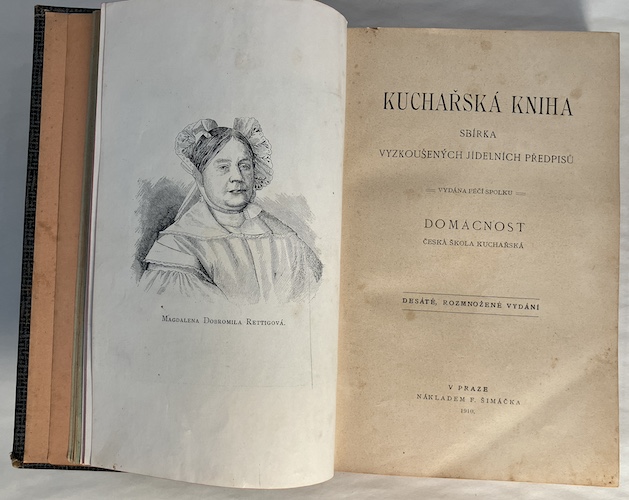 Magdalena Dobromila Rettigová.
KUCHAŘSKÁ KNIHA
SBÍRKA
VYZKOUŠENÝCH JÍDELNÍCH PŘEDPISŮ
VYDÁNA PÉČÍ SPOLKU
DOMÁCNOST
ČESKÁ ŠKOLA KUCHAŘSKÁ
DESÁTÉ, ROZMNOŽENÉ VYDÁNÍ
V PRAZE
NÁKLADEM F. ŠIMÁČKA
1910.